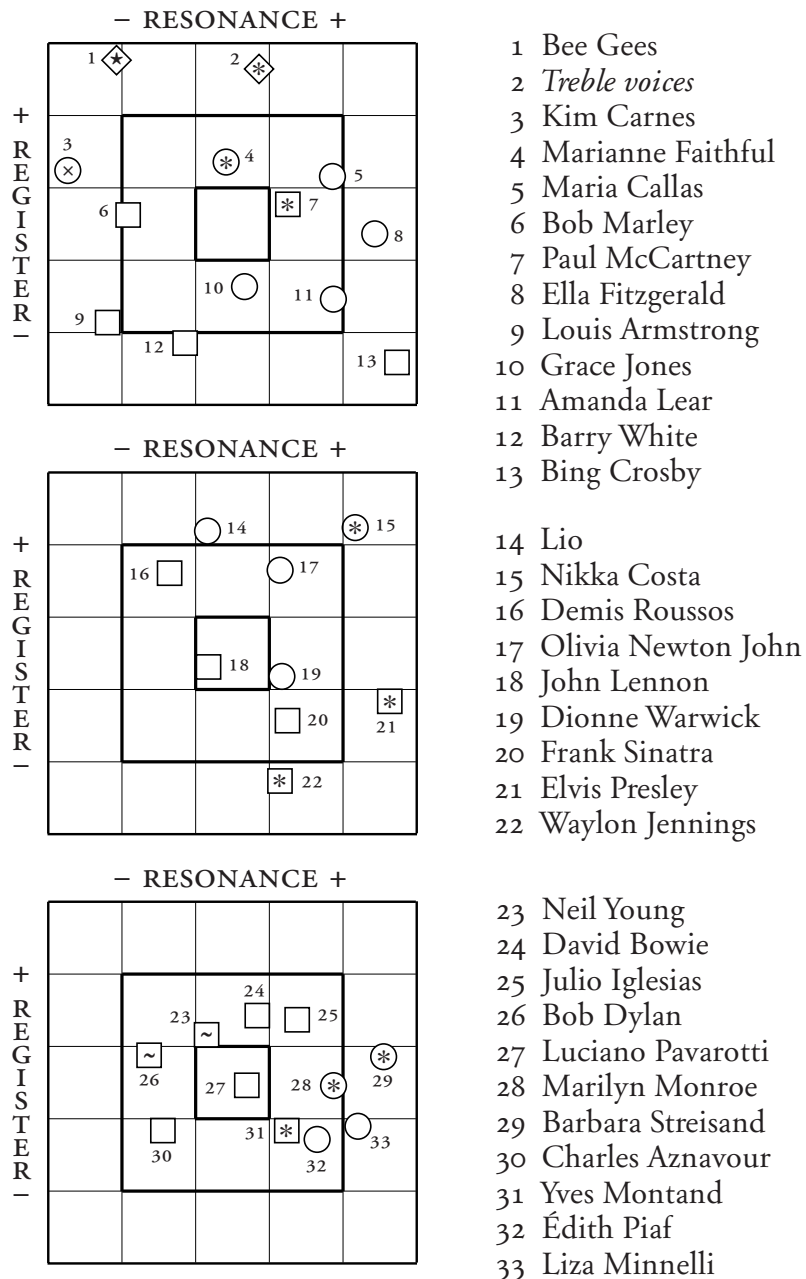 − RESONANCE +
+ REGISTER −
1
2
3
4
5
6
7
8
9
10
11
12
13
1 Bee Gees
2 Treble voices
3 Kim Carnes
4 Marianne Faithful
5 Maria Callas
6 Bob Marley
7 Paul McCartney
8 Ella Fitzgerald
9 Louis Armstrong
10 Grace Jones
11 Amanda Lear
12 Barry White
13 Bing Crosby
− RESONANCE +
+ REGISTER −
14
15
16
17
18
19
20
21
22
14 Lio
15 Nikka Costa
16 Demis Roussos
17 Olivia Newton John
18 John Lennon
19 Dionne Warwick
20 Frank Sinatra
21 Elvis Presley
22 Waylon Jennings
− RESONANCE +
+ REGISTER −
23
24
25
26
27
28
29
30
31
32
33
23 Neil Young
24 David Bowie
25 Julio Iglesias
26 Bob Dylan
27 Luciano Pavarotti
28 Marilyn Monroe
29 Barbara Streisand
30 Charles Aznavour
31 Yves Montand
32 Édith Piaf
33 Liza Minnelli